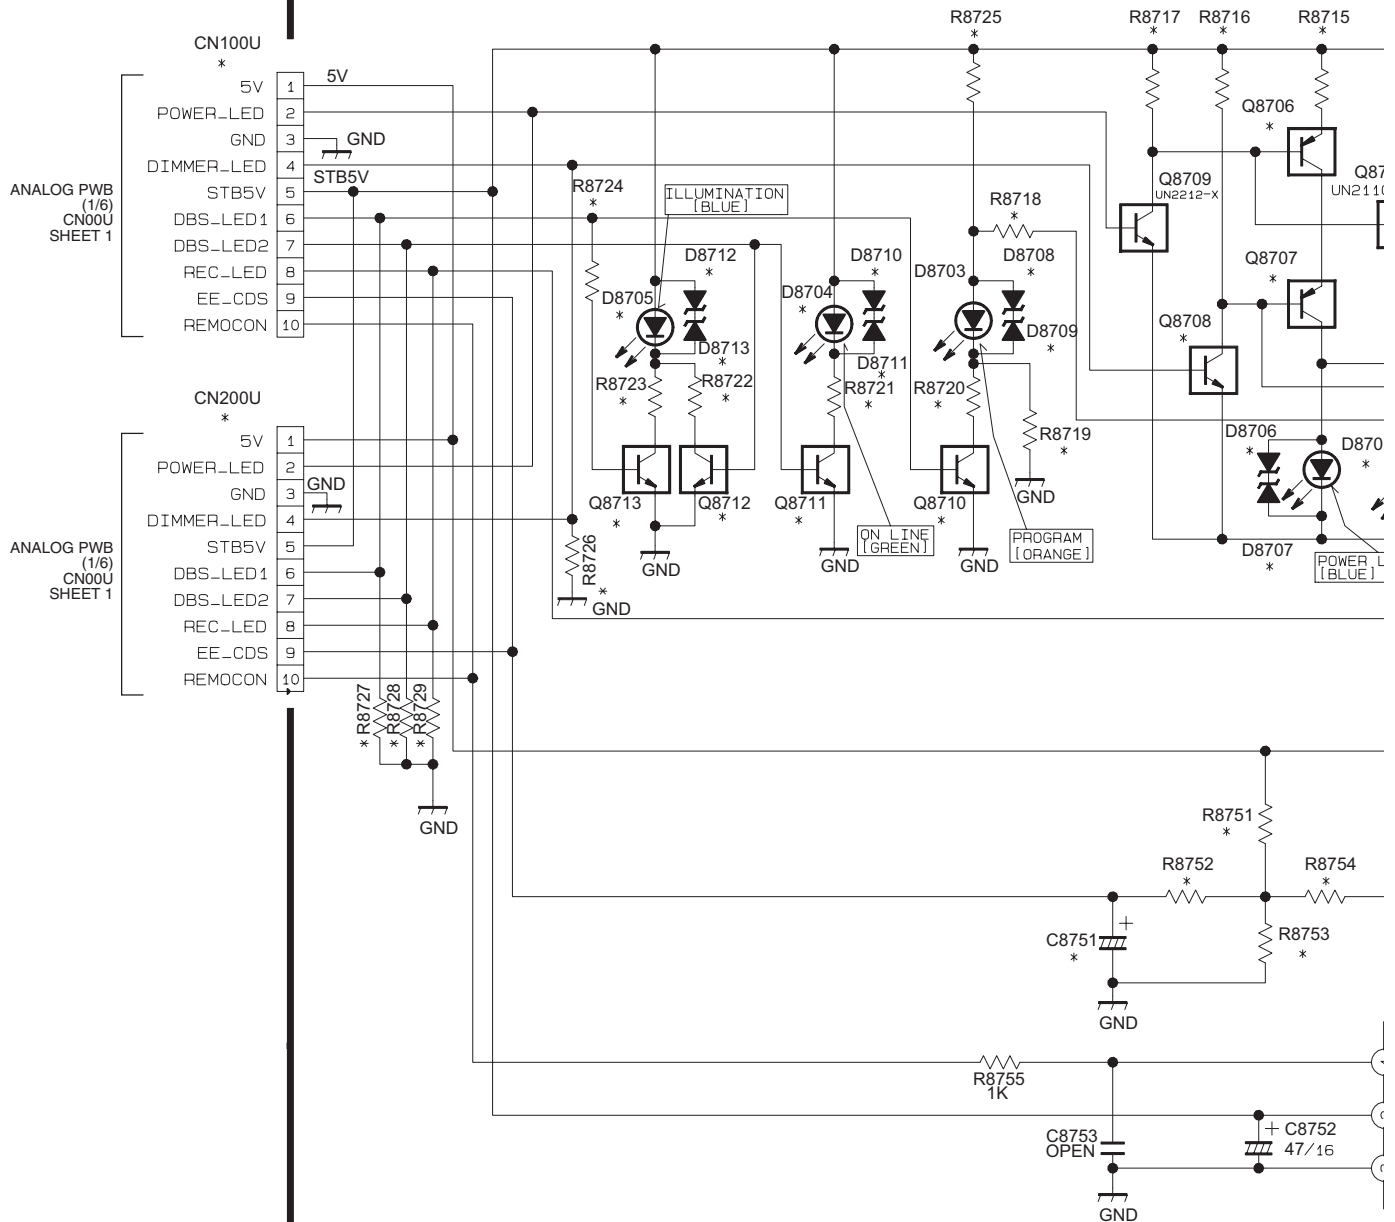 R8725
*
R8717
*
R8716
*
R8715
*
CN100U
*
5V 1 5V
POWER_LED 2
GND 3 GND
DIMMER_LED 4
STB5V 5 STB5V
DBS_LED1 6
DBS_LED2 7
REC_LED 8
EE_CDS 9
REMOCON 10
ANALOG PWB
(1/6)
CN00U
SHEET 1
R8724
*
ILLUMINATION
[BLUE]
R8718
*
Q8706
*
Q8709
UN2212-X
D8712
*
D8710
*
D8703
D8708
*
Q8707
*
D8705
*
D8704
*
Q8708
*
D8713
*
D8711
*
D8709
*
R8723
*
R8722
*
R8721
*
R8720
*
R8719
*
D8706
*
*
CN200U
*
5V 1
POWER_LED 2
GND 3 GND
DIMMER_LED 4
STB5V 5
DBS_LED1 6
DBS_LED2 7
REC_LED 8
EE_CDS 9
REMOCON 10
ANALOG PWB
(1/6)
CN00U
SHEET 1
Q8713
*
Q8712
*
Q8711
*
Q8710
*
GND
ON LINE
[GREEN]
PROGRAM
[ORANGE]
D8707
*
POWER
[BLUE]
GND
GND
GND
R8726
*
GND
* R8727
* R8728
* R8729
GND
R8751
*
R8752
*
R8754
*
C8751
*
+
R8753
*
GND
R8755
1K
C8753
OPEN
+ C8752
47/16
GND